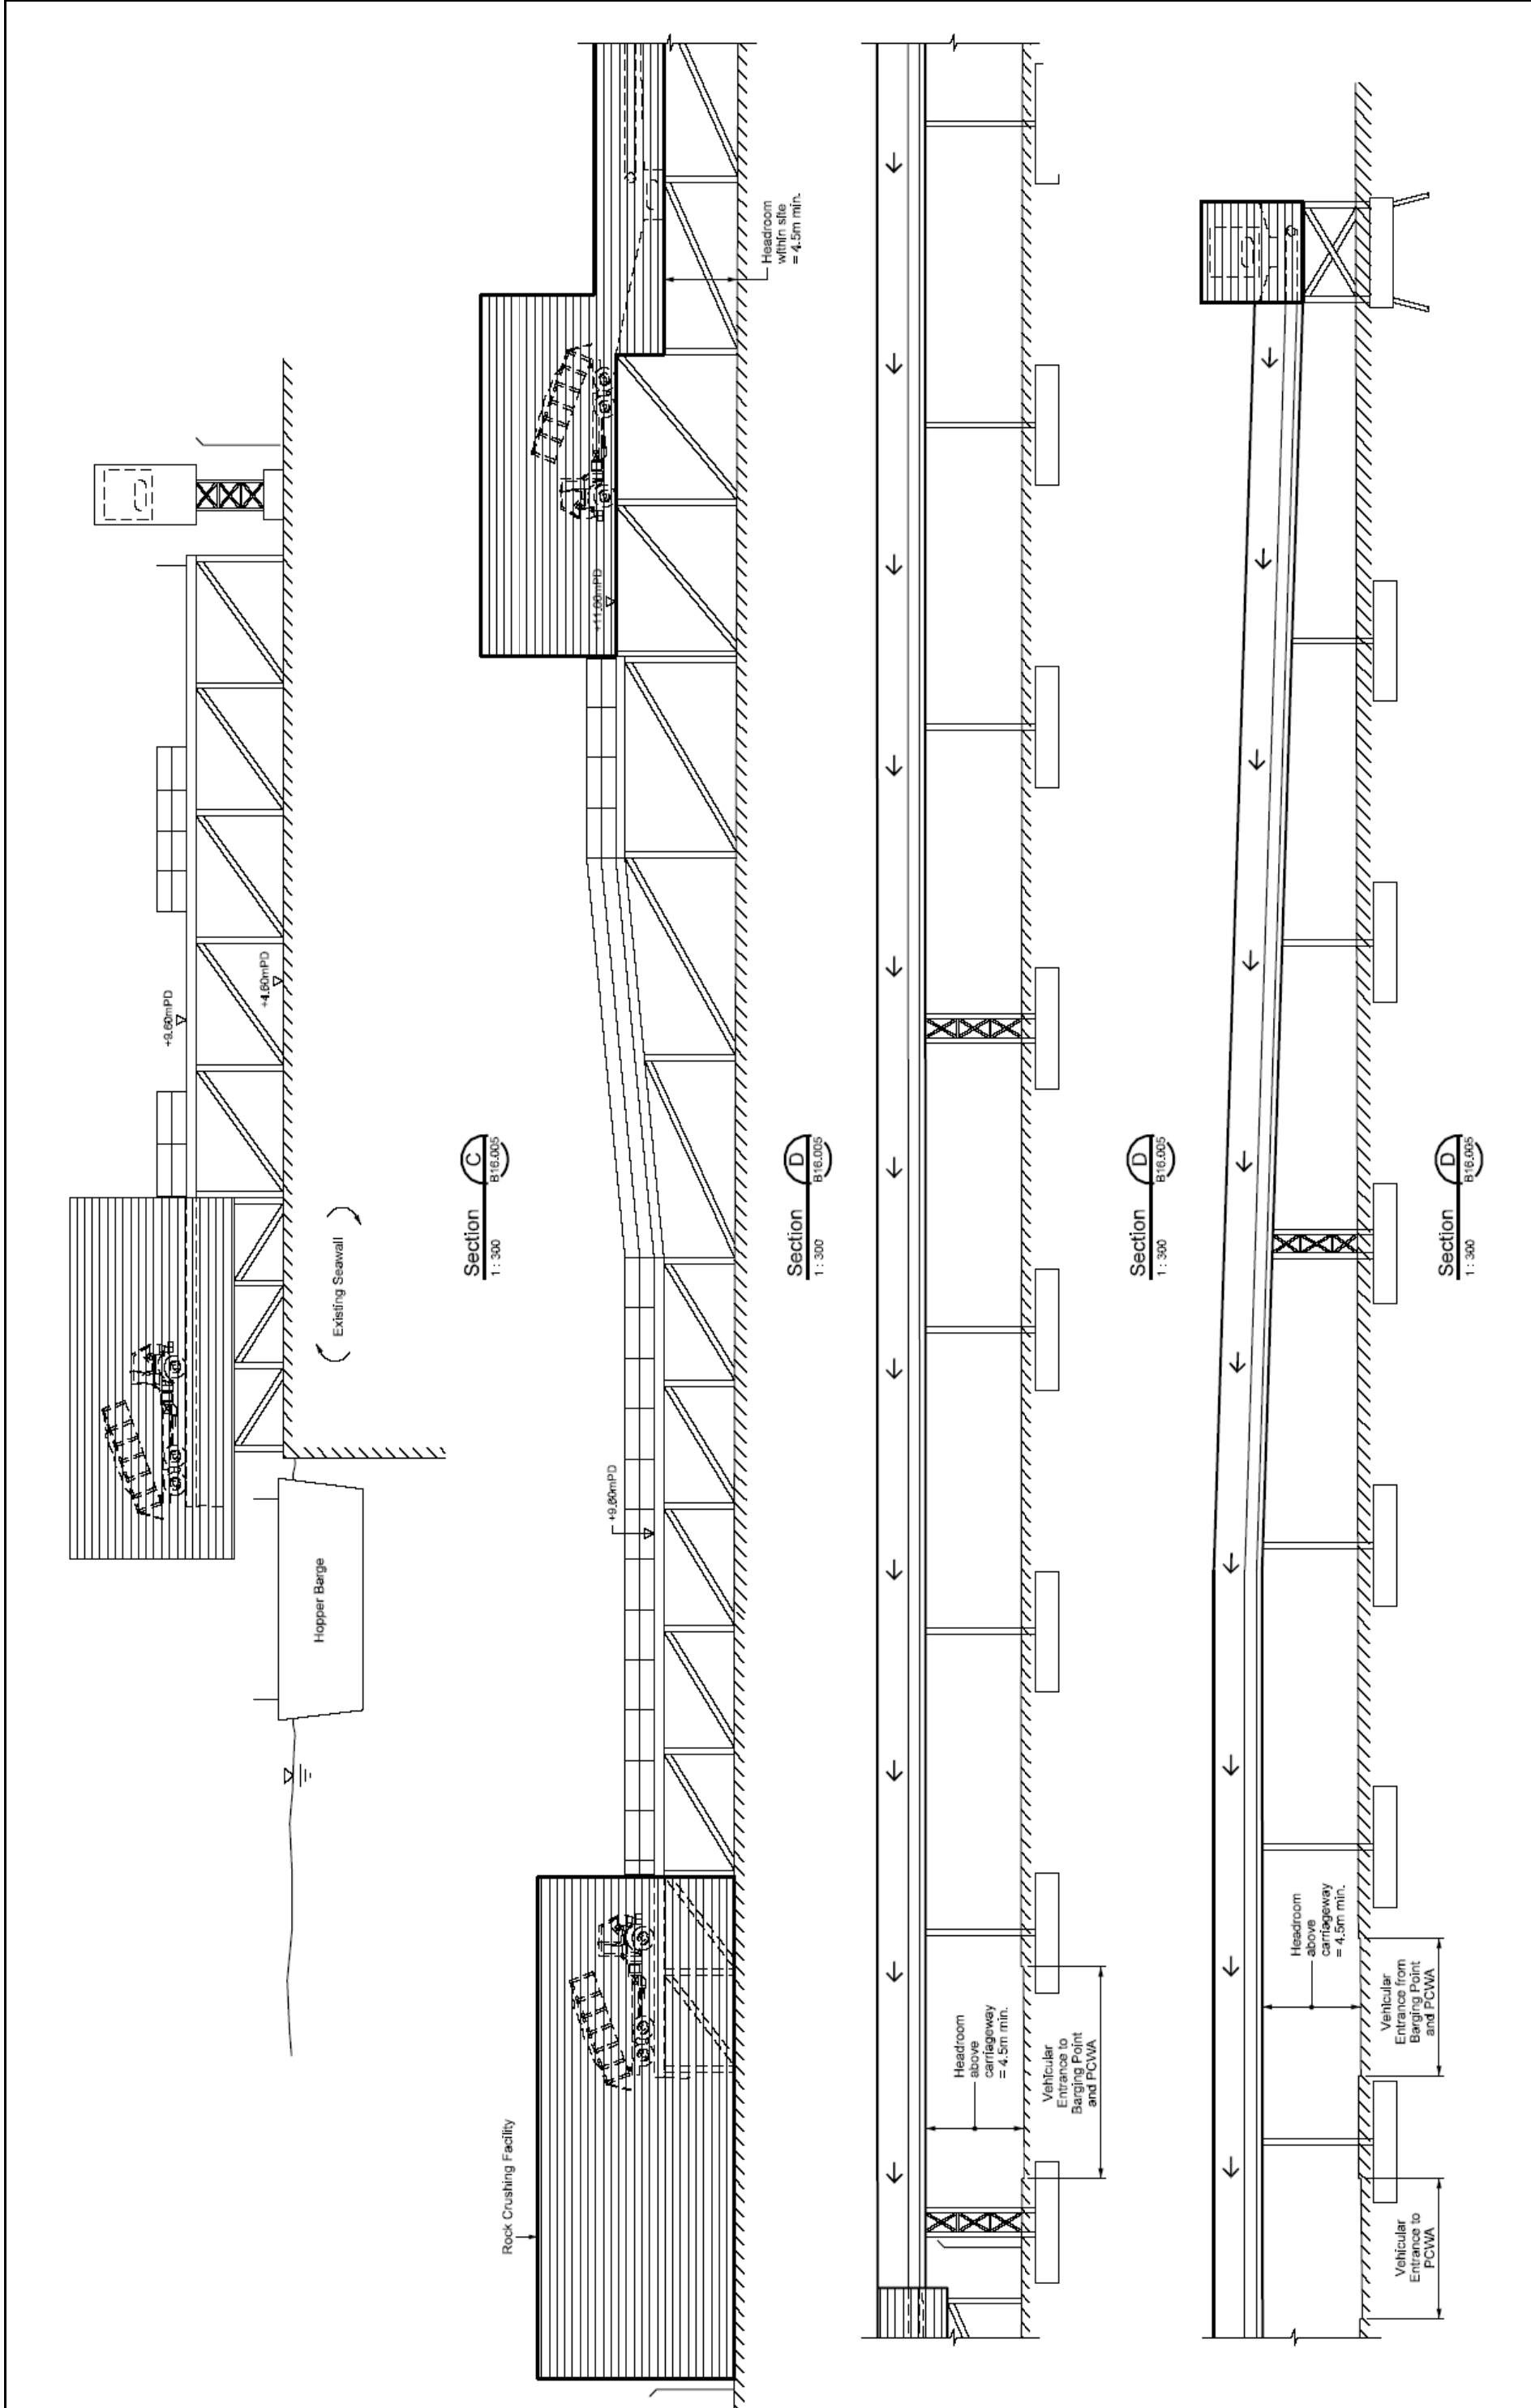 +9.60mPD
+4.60mPD
Existing Seawall
Hopper Barge
Section
C
1 : 300
B16.005
Rock Crushing Facility
+9.60mPD
+11.60mPD
Headroom
within site
= 4.5m min.
Section
D
1 : 300
B16.005
Headroom
above
carriageway
= 4.5m min.
Vehicular
Entrance to
Barging Point
and PCWA
Section
D
1 : 300
B16.005
Vehicular
Entrance to
PCWA
Headroom
above
carriageway
= 4.5m min.
Vehicular
Entrance from
Barging Point
and PCWA
Section
D
1 : 300
B16.005